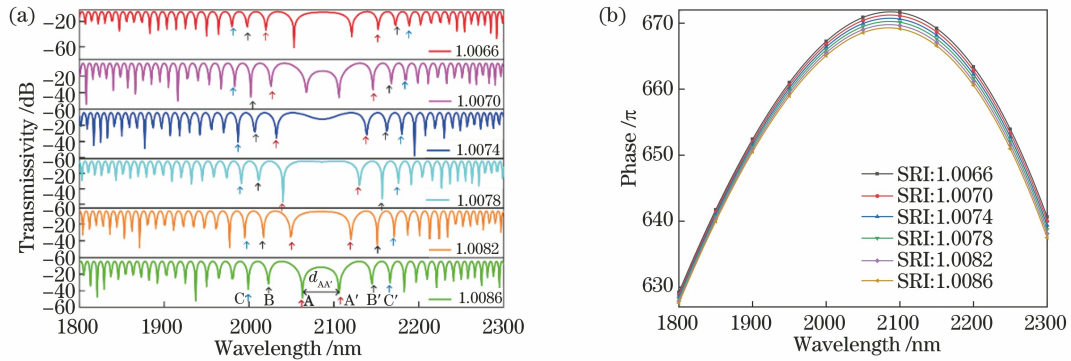 (a)
Transmissivity /dB
−20
−60
1.0066
−20
−40
1.0070
−60
−20
−40
1.0074
−60
−20
−40
1.0078
−60
−20
−40
1.0082
−60
−20
−40
−60
d_AA′
C B A A′ B′ C′
1.0086
1800 1900 2000 2100 2200 2300
Wavelength /nm
(b)
Phase /π
670
660
650
640
630
SRI:1.0066
SRI:1.0070
SRI:1.0074
SRI:1.0078
SRI:1.0082
SRI:1.0086
1800 1900 2000 2100 2200 2300
Wavelength /nm